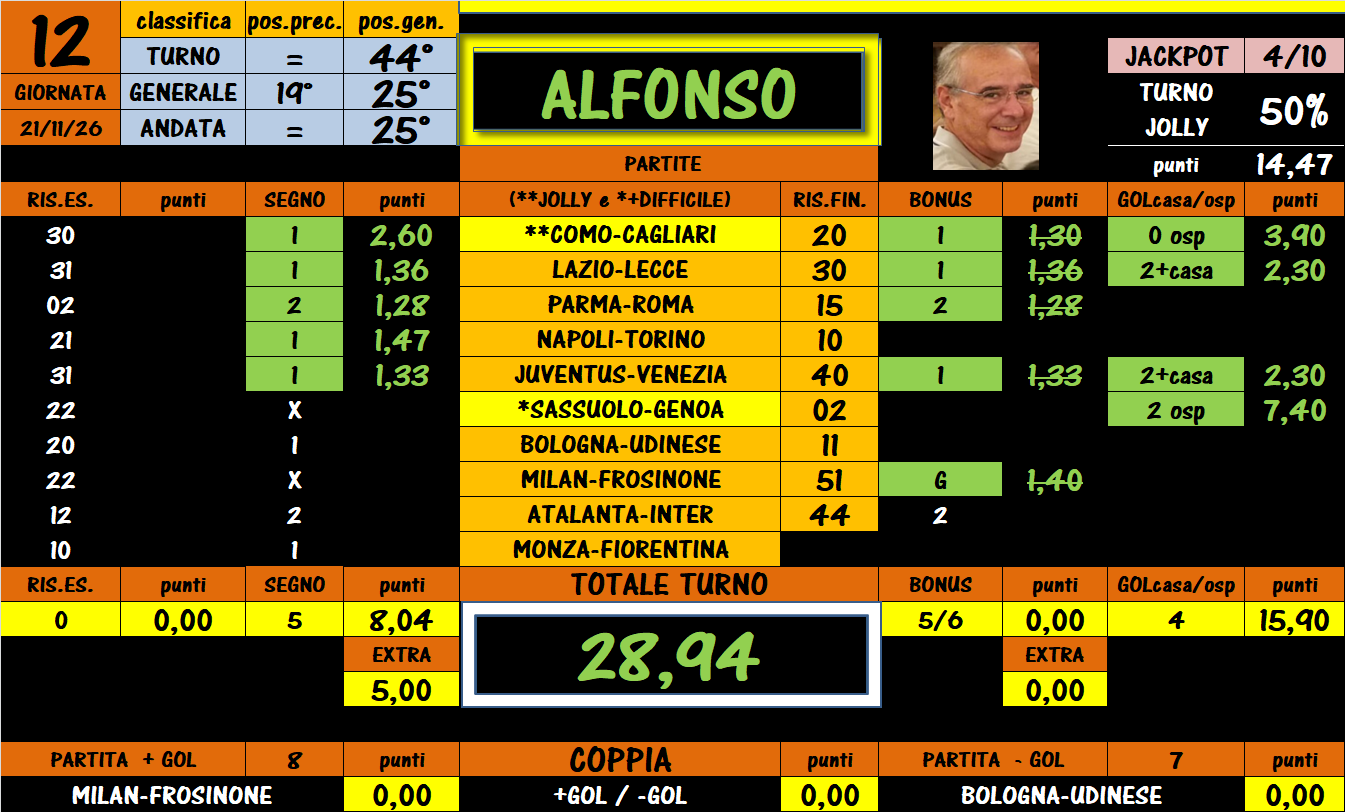 12 classifica pos.prec. pos.gen.
TURNO = 44°
GIORNATA GENERALE 19° 25°
21/11/26 ANDATA = 25°
ALFONSO
JACKPOT 4/10
TURNO JOLLY 50%
punti 14,47
PARTITE
RIS.ES. punti SEGNO punti (**JOLLY e *+DIFFICILE) RIS.FIN. BONUS punti GOLcasa/osp punti
30 1 2,60 **COMO-CAGLIARI 20 1 1,30 0 osp 3,90
31 1 1,36 LAZIO-LECCE 30 1 1,36 2+casa 2,30
02 2 1,28 PARMA-ROMA 15 2 1,28
21 1 1,47 NAPOLI-TORINO 10
31 1 1,33 JUVENTUS-VENEZIA 40 1 1,33 2+casa 2,30
22 X *SASSUOLO-GENOA 02 2 osp 7,40
20 1 BOLOGNA-UDINESE 11
22 X MILAN-FROSINONE 51 G 1,40
12 2 ATALANTA-INTER 44 2
10 1 MONZA-FIORENTINA
RIS.ES. punti SEGNO punti TOTALE TURNO BONUS punti GOLcasa/osp punti
0 0,00 5 8,04 28,94 5/6 0,00 4 15,90
EXTRA EXTRA
5,00 0,00
PARTITA + GOL 8 punti COPPIA punti PARTITA - GOL 7 punti
MILAN-FROSINONE 0,00 +GOL / -GOL 0,00 BOLOGNA-UDINESE 0,00